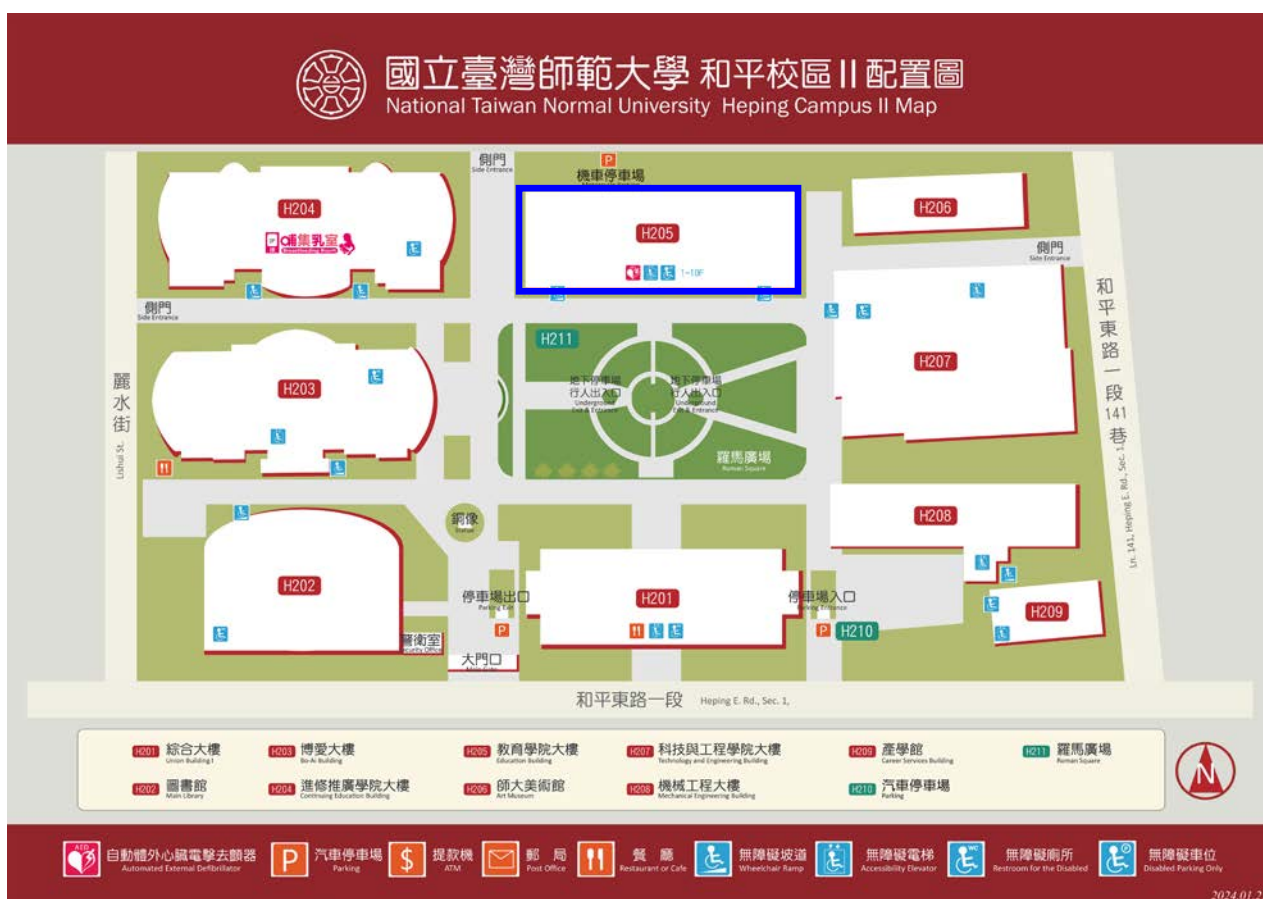 國立臺灣師範大學 和平校區 II 配置圖
National Taiwan Normal University Heping Campus II Map
側門
Side Entrance
P
機車停車場
H204
哺集乳室
Breastfeeding Room
H205
1-10F
H206
側門
Side Entrance
側門
Side Entrance
H211
H207
H203
地下停車場
行人出入口
Underground
Exit & Entrance
地下停車場
行人出入口
Underground
Exit & Entrance
羅馬廣場
Roman Square
麗水街
Lishui St.
和平東路一段141巷
Ln. 141, Heping E. Rd., Sec. 1,
銅像
Statue
H208
H202
停車場出口
Parking Exit
P
H201
停車場入口
Parking Entrance
P
H210
H209
警衛室
Security Office
大門口
Main Gate
和平東路一段 Heping E. Rd., Sec. 1,
H201 綜合大樓
Union Building I
H203 博愛大樓
Bo-Ai Building
H205 教育學院大樓
Education Building
H207 科技與工程學院大樓
Technology and Engineering Building
H209 產學館
Career Services Building
H211 羅馬廣場
Roman Square
H202 圖書館
Main Library
H204 進修推廣學院大樓
Continuing Education Building
H206 師大美術館
Art Museum
H208 機械工程大樓
Mechanical Engineering Building
H210 汽車停車場
Parking
N
AED
自動體外心臟電擊去顫器
Automated External Defibrillator
P
汽車停車場
Parking
$
提款機
ATM
郵局
Post Office
餐廳
Restaurant or Cafe
無障礙坡道
Wheelchair Ramp
無障礙電梯
Accessibility Elevator
WC
無障礙廁所
Restroom for the Disabled
P
無障礙車位
Disabled Parking Only